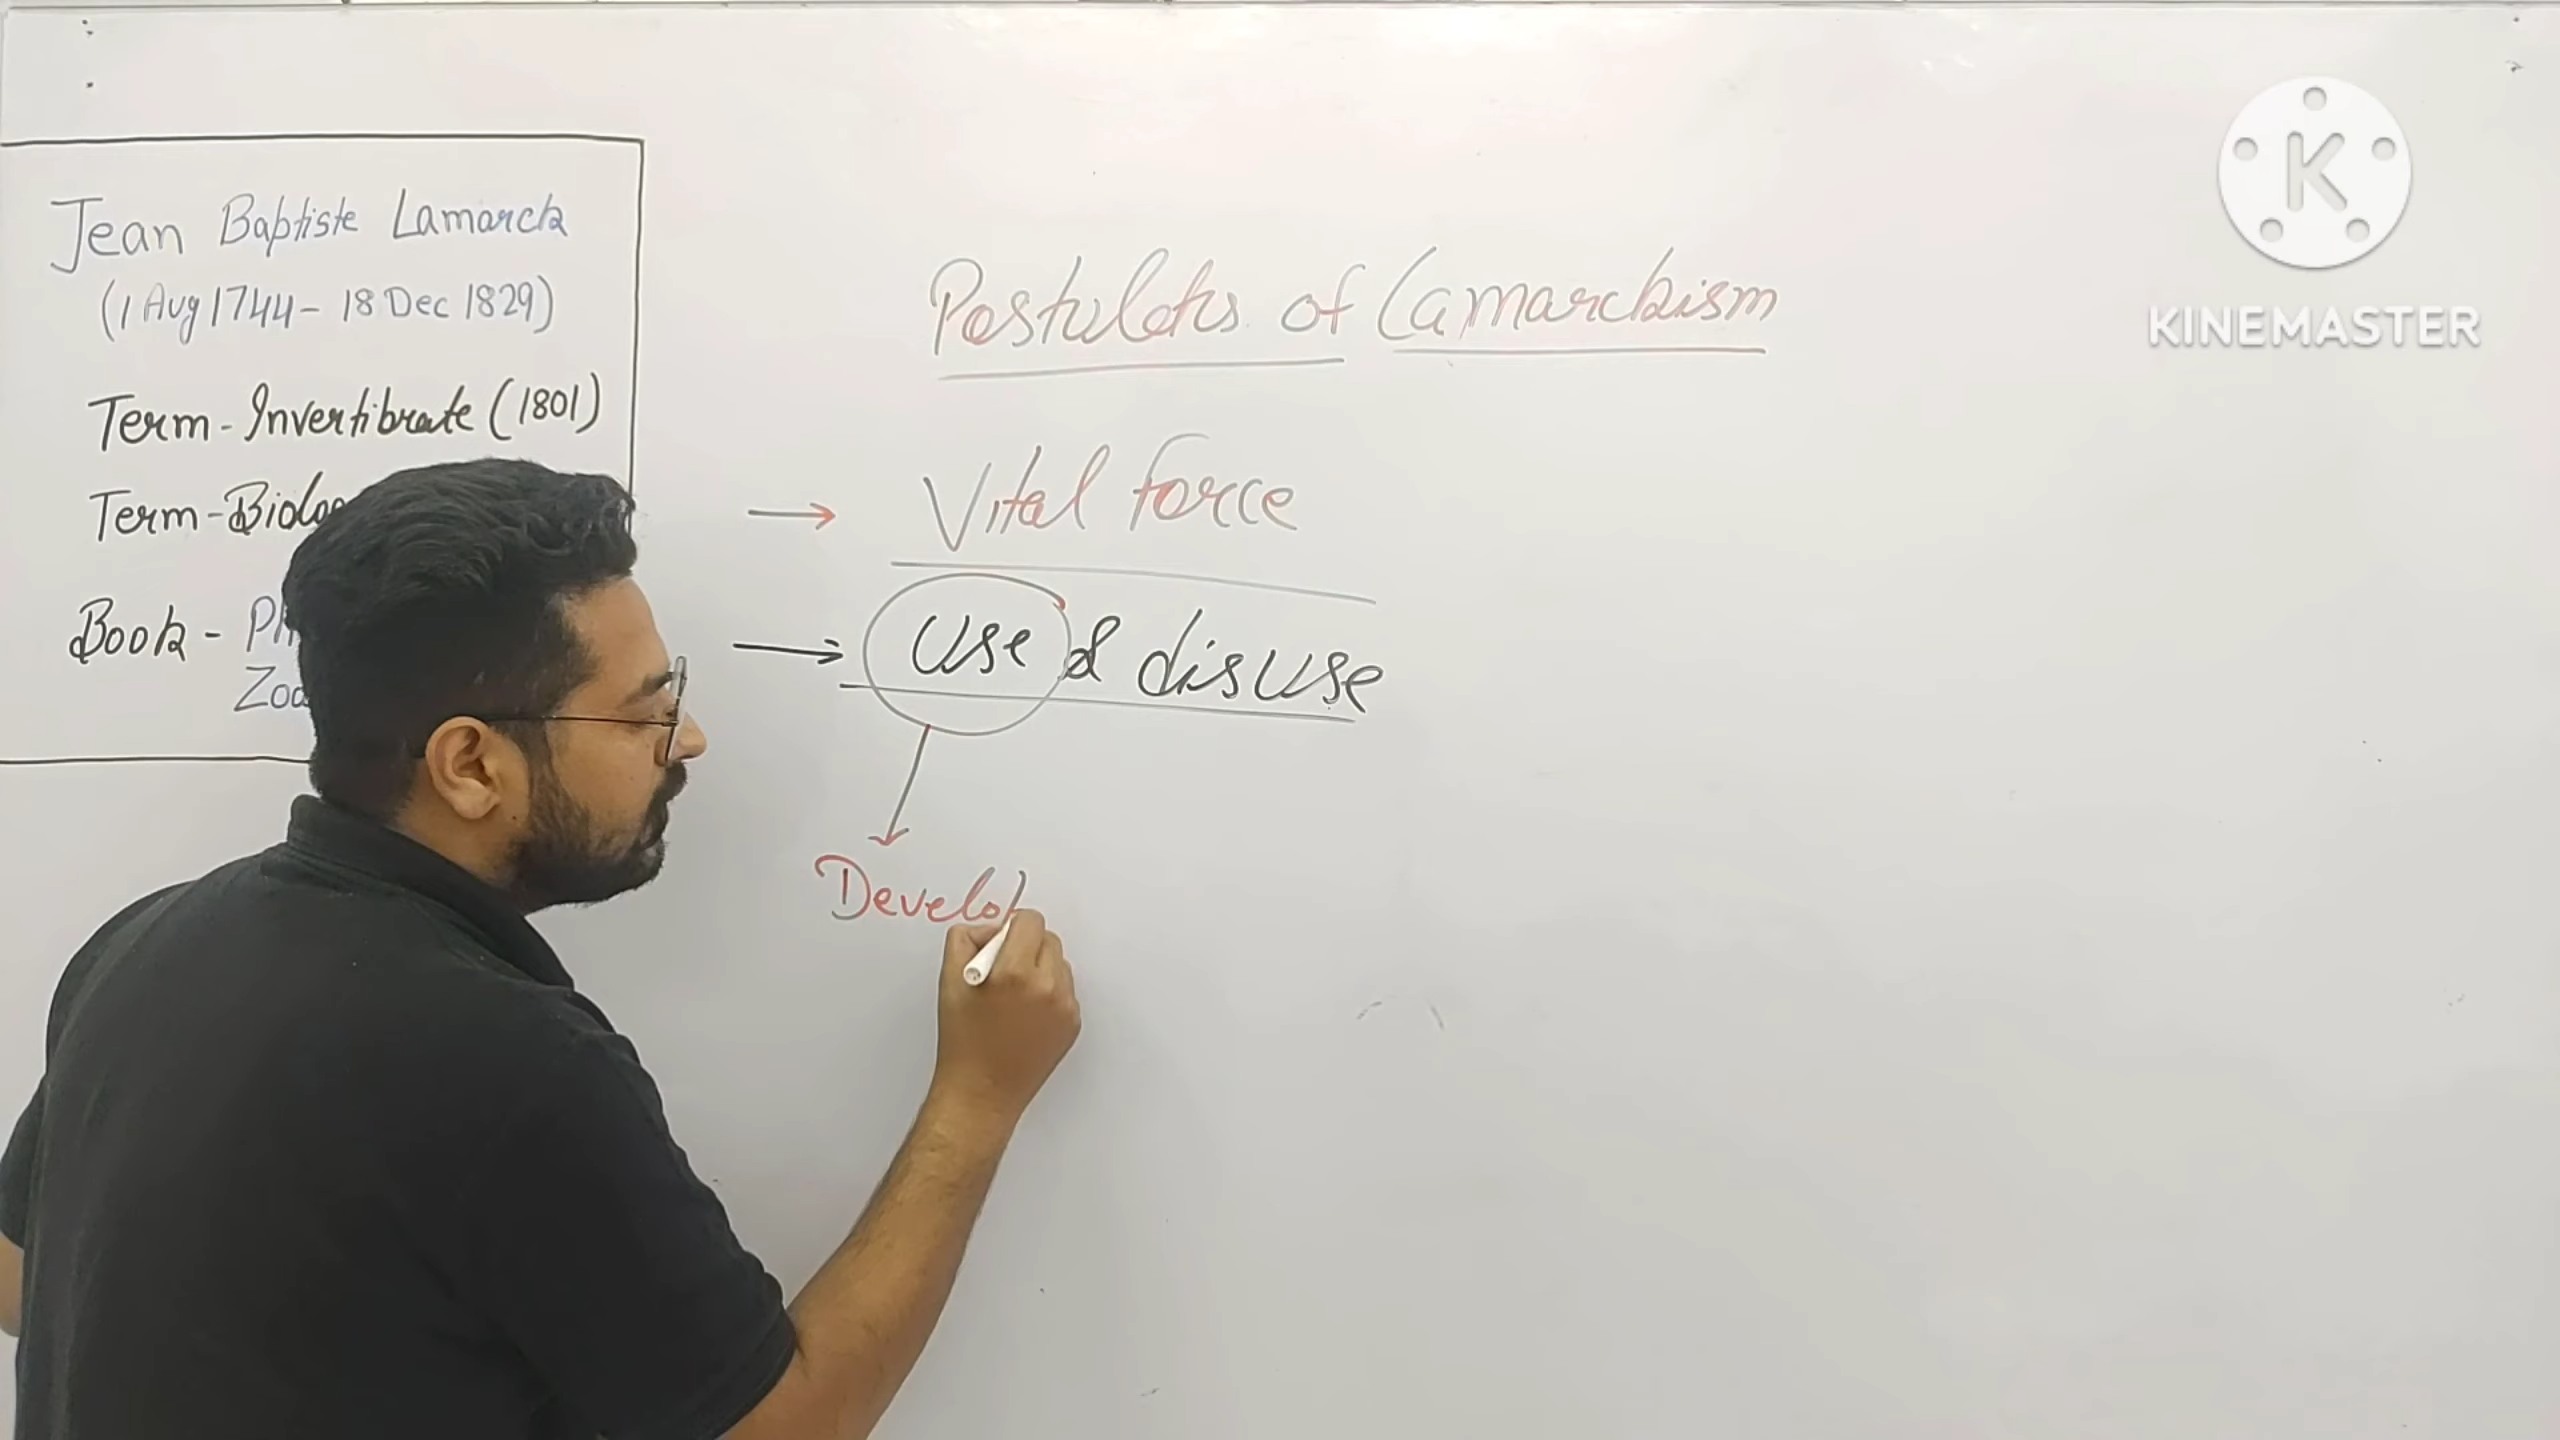 Jean Baptiste Lamarck
(1 Aug 1744 - 18 Dec 1829)
Term - Invertibrate (1801)
Term - Biolo
Book - Ph
Zoo
Postulates of Lamarckism
→ Vital force
→ Use & disuse
Develop
KINEMASTER